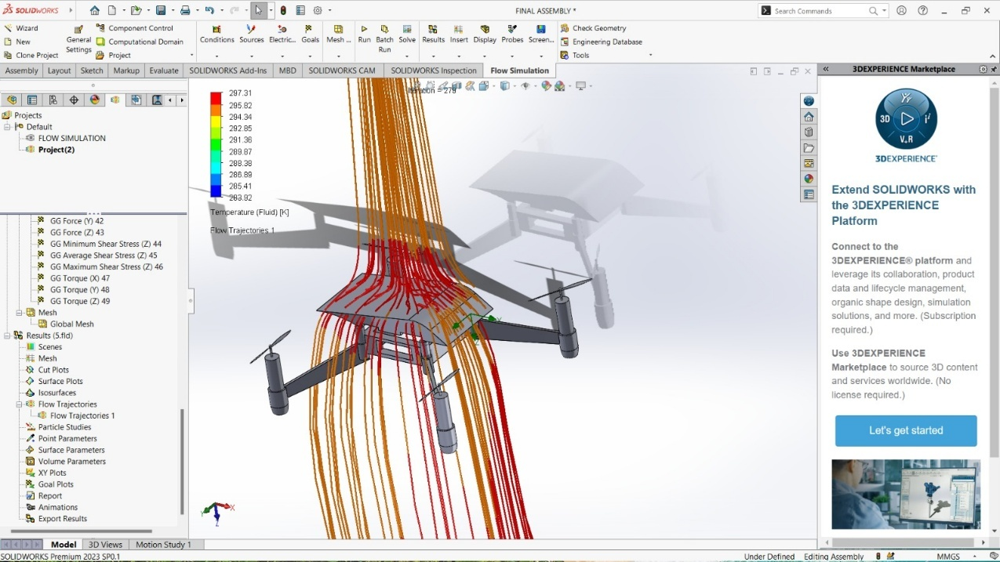 SOLIDWORKS
FINAL ASSEMBLY *
Search Commands
Wizard
New
Clone Project
General Settings
Component Control
Computational Domain
Project
Conditions
Sources
Electric...
Goals
Mesh ...
Run
Batch Run
Solve
Results
Insert
Display
Probes
Screen...
Check Geometry
Engineering Database
Tools
Assembly
Layout
Sketch
Markup
Evaluate
SOLIDWORKS Add-Ins
MBD
SOLIDWORKS CAM
SOLIDWORKS Inspection
Flow Simulation
Projects
Default
FLOW SIMULATION
Project(2)
GG Force (Y) 42
GG Force (Z) 43
GG Minimum Shear Stress (Z) 44
GG Average Shear Stress (Z) 45
GG Maximum Shear Stress (Z) 46
GG Torque (X) 47
GG Torque (Y) 48
GG Torque (Z) 49
Mesh
Global Mesh
Results (5.fld)
Scenes
Mesh
Cut Plots
Surface Plots
Isosurfaces
Flow Trajectories
Flow Trajectories 1
Particle Studies
Point Parameters
Surface Parameters
Volume Parameters
XY Plots
Goal Plots
Report
Animations
Export Results
Iteration = 279
297.31
295.82
294.34
292.85
291.36
289.87
288.38
286.89
285.41
283.92
Temperature (Fluid) [K]
Flow Trajectories 1
3DEXPERIENCE Marketplace
3D
V.R
3DEXPERIENCE
Extend SOLIDWORKS with
the 3DEXPERIENCE
Platform
Connect to the
3DEXPERIENCE® platform and
leverage its collaboration, product
data and lifecycle management,
organic shape design, simulation
solutions, and more. (Subscription
required.)
Use 3DEXPERIENCE
Marketplace to source 3D content
and services worldwide. (No
license required.)
Let's get started
Model
3D Views
Motion Study 1
SOLIDWORKS Premium 2023 SP0.1
Under Defined
Editing Assembly
MMGS